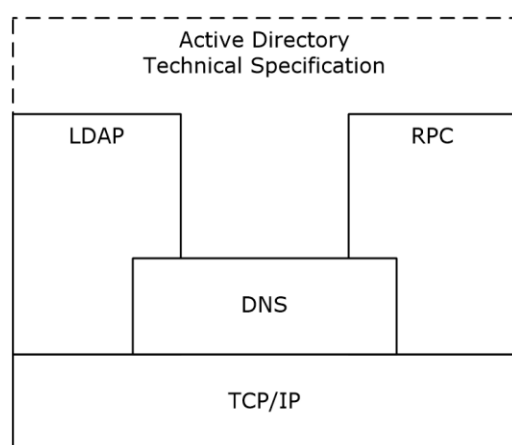 Active Directory
Technical Specification
LDAP
RPC
DNS
TCP/IP